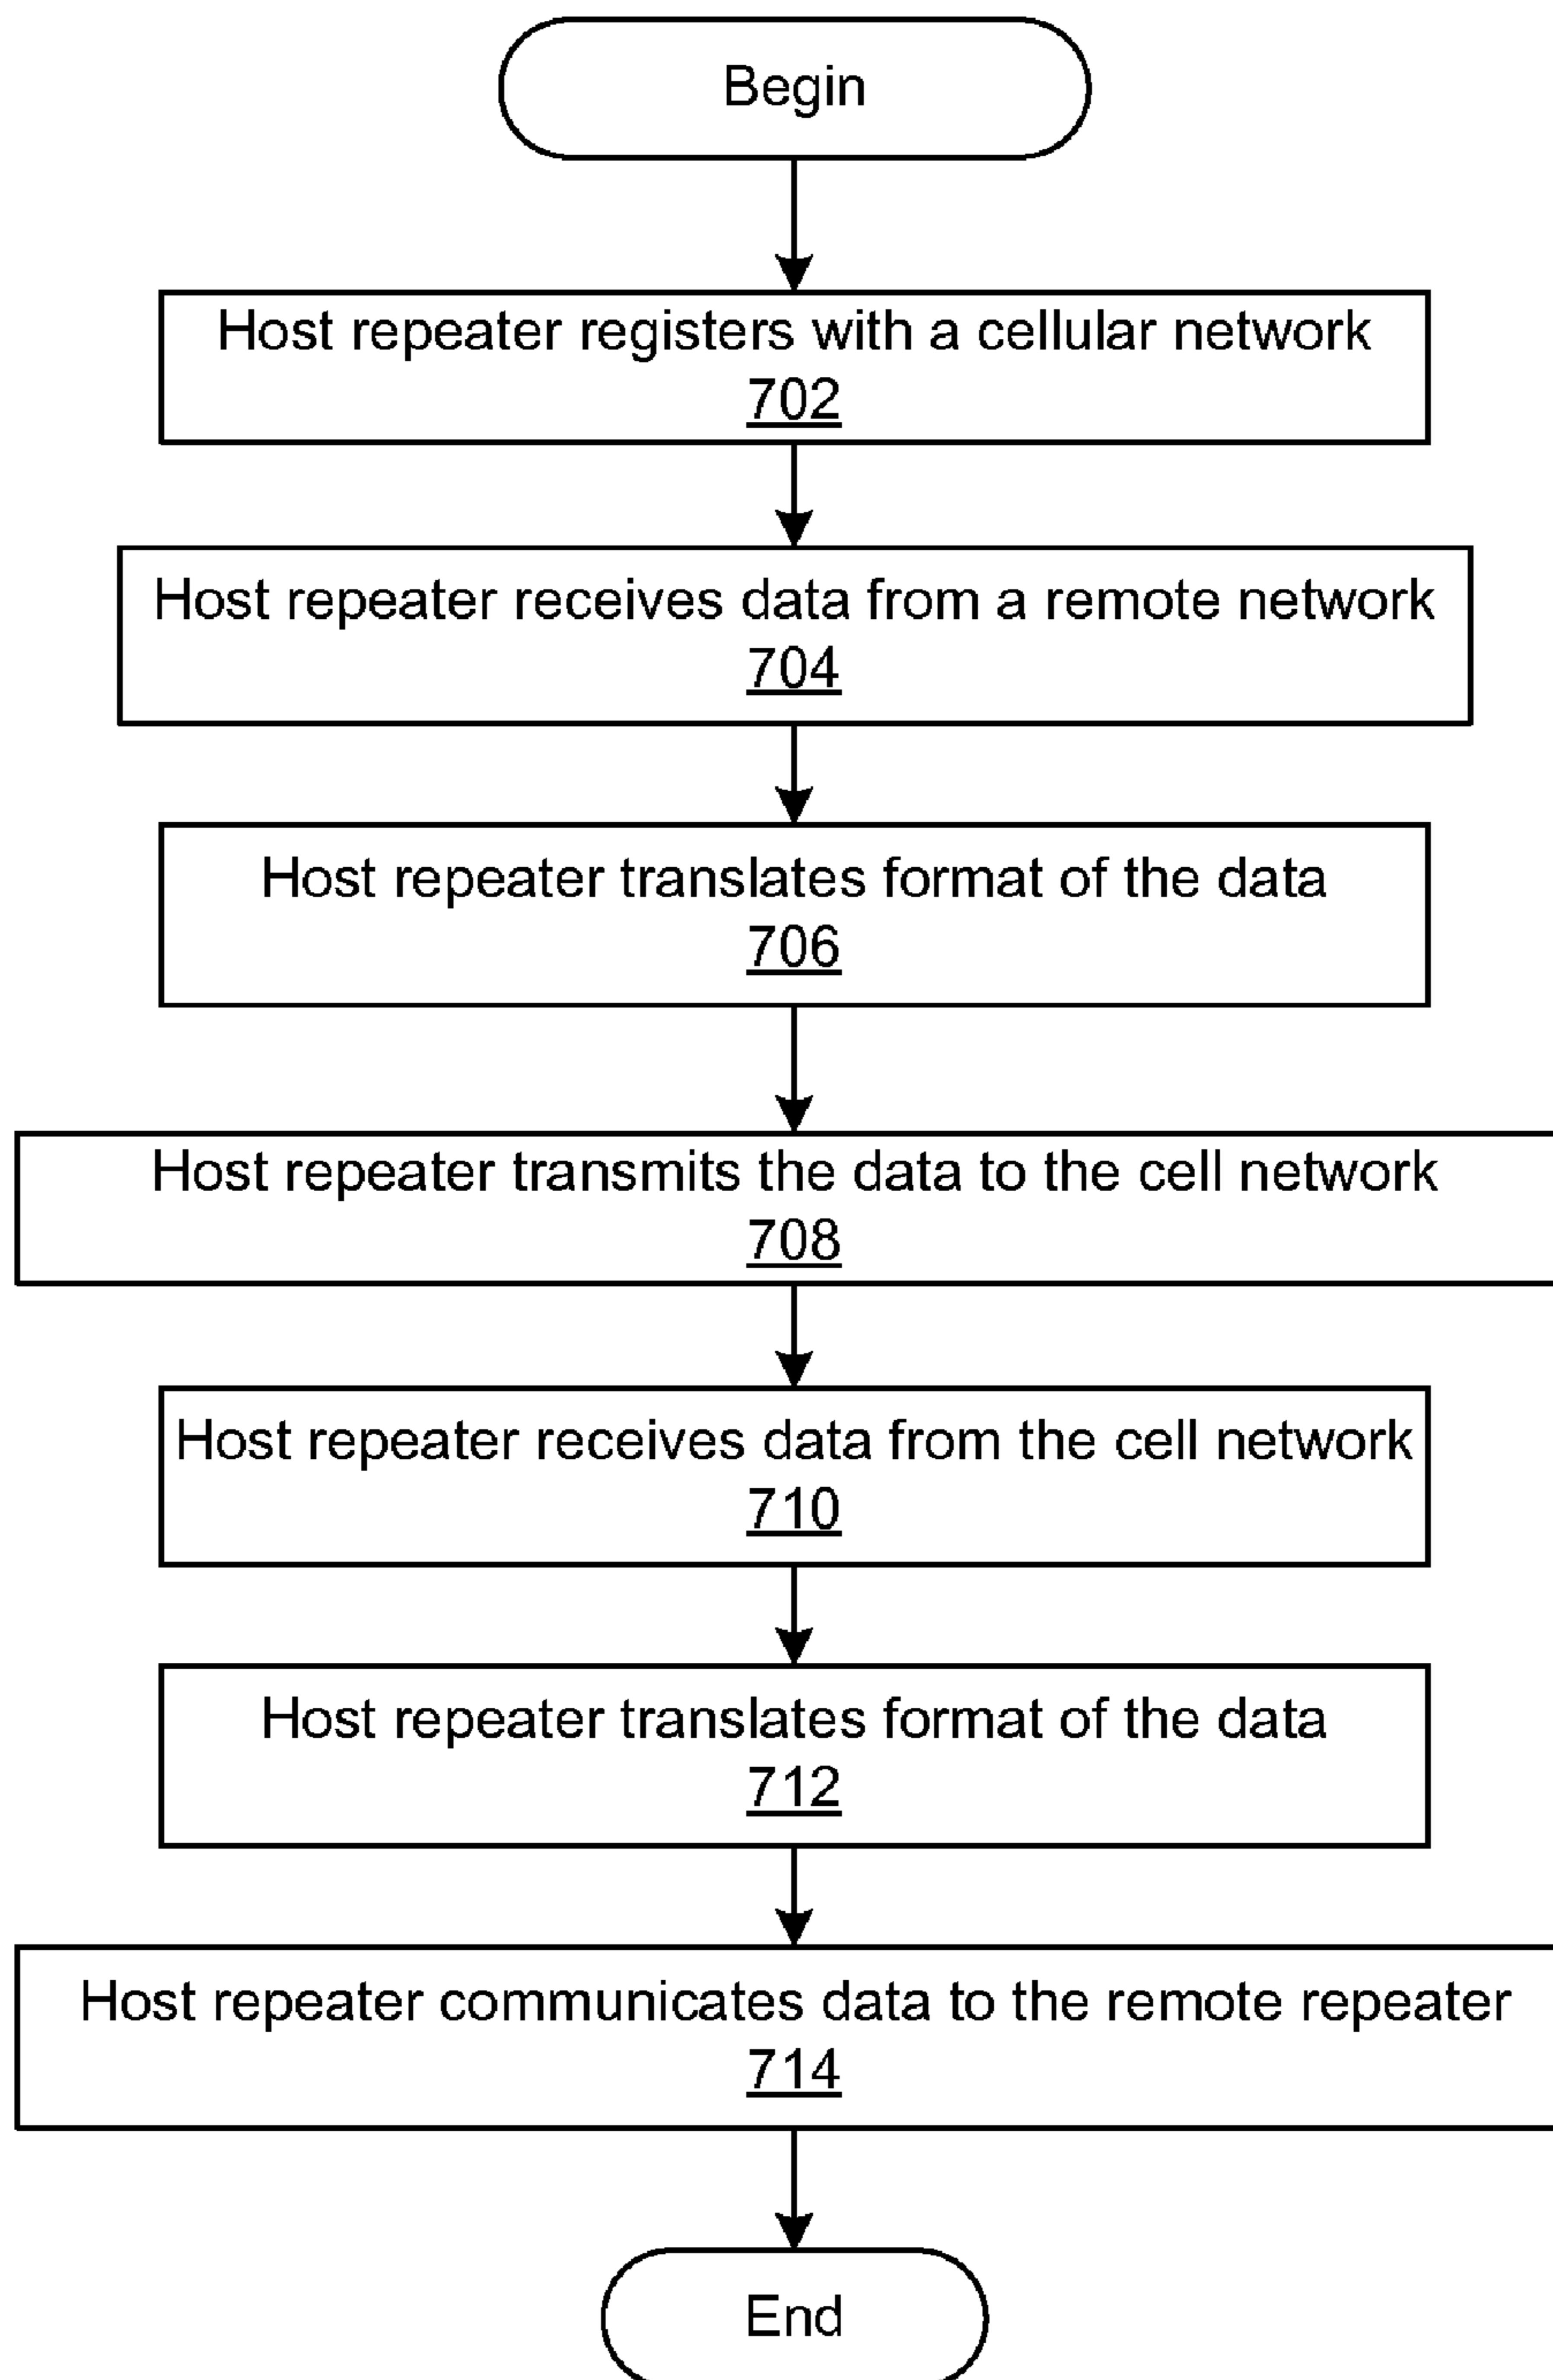 Begin
Host repeater registers with a cellular network
702
Host repeater receives data from a remote network
704
Host repeater translates format of the data
706
Host repeater transmits the data to the cell network
708
Host repeater receives data from the cell network
710
Host repeater translates format of the data
712
Host repeater communicates data to the remote repeater
714
End